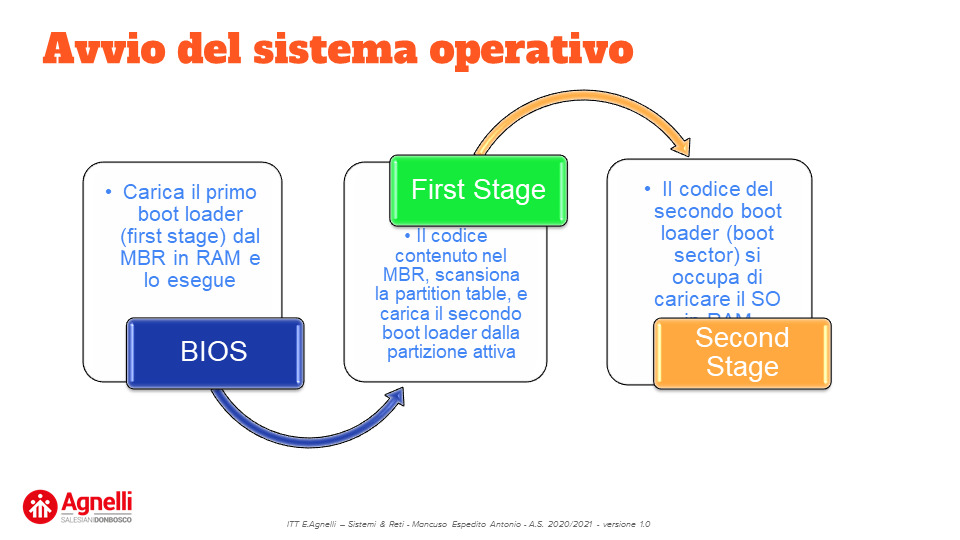 Avvio del sistema operativo
• Carica il primo
boot loader
(first stage) dal
MBR in RAM e
lo esegue
BIOS
First Stage
• Il codice
contenuto nel
MBR, scansiona
la partition table, e
carica il secondo
boot loader dalla
partizione attiva
• Il codice del
secondo boot
loader (boot
sector) si
occupa di
caricare il SO
in RAM
Second
Stage
Agnelli
SALESIANI DONBOSCO
ITT E.Agnelli – Sistemi & Reti - Mancuso Espedito Antonio - A.S. 2020/2021 - versione 1.0